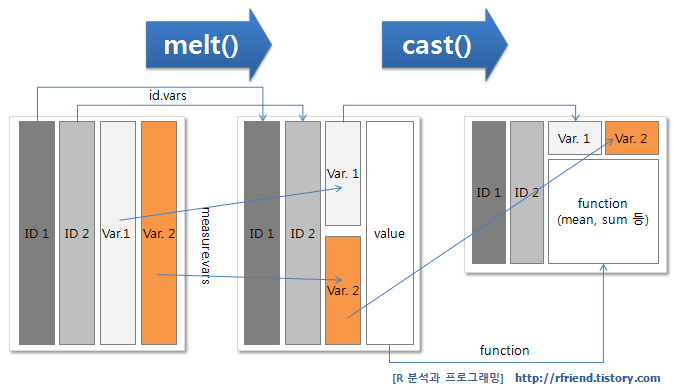 melt()
cast()
id.vars
ID 1
ID 2
Var.1
Var. 2
measure.vars
ID 1
ID 2
Var. 1
Var. 2
value
ID 1
ID 2
Var. 1
Var. 2
function
(mean, sum 등)
function
[R 분석과 프로그래밍] http://rfriend.tistory.com